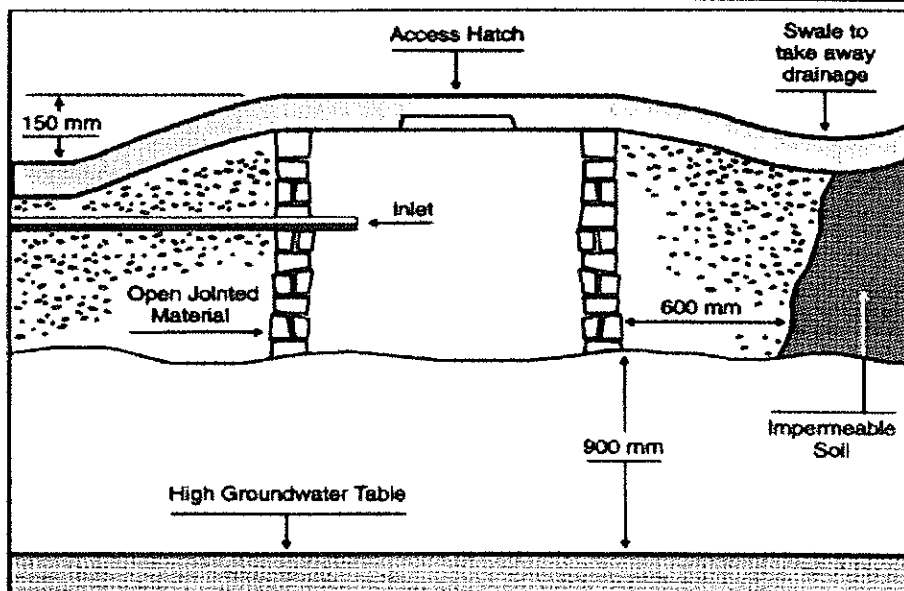 Access Hatch
Swale to
take away
drainage
150 mm
Inlet
Open Jointed
Material
600 mm
900 mm
Impermeable
Soil
High Groundwater Table